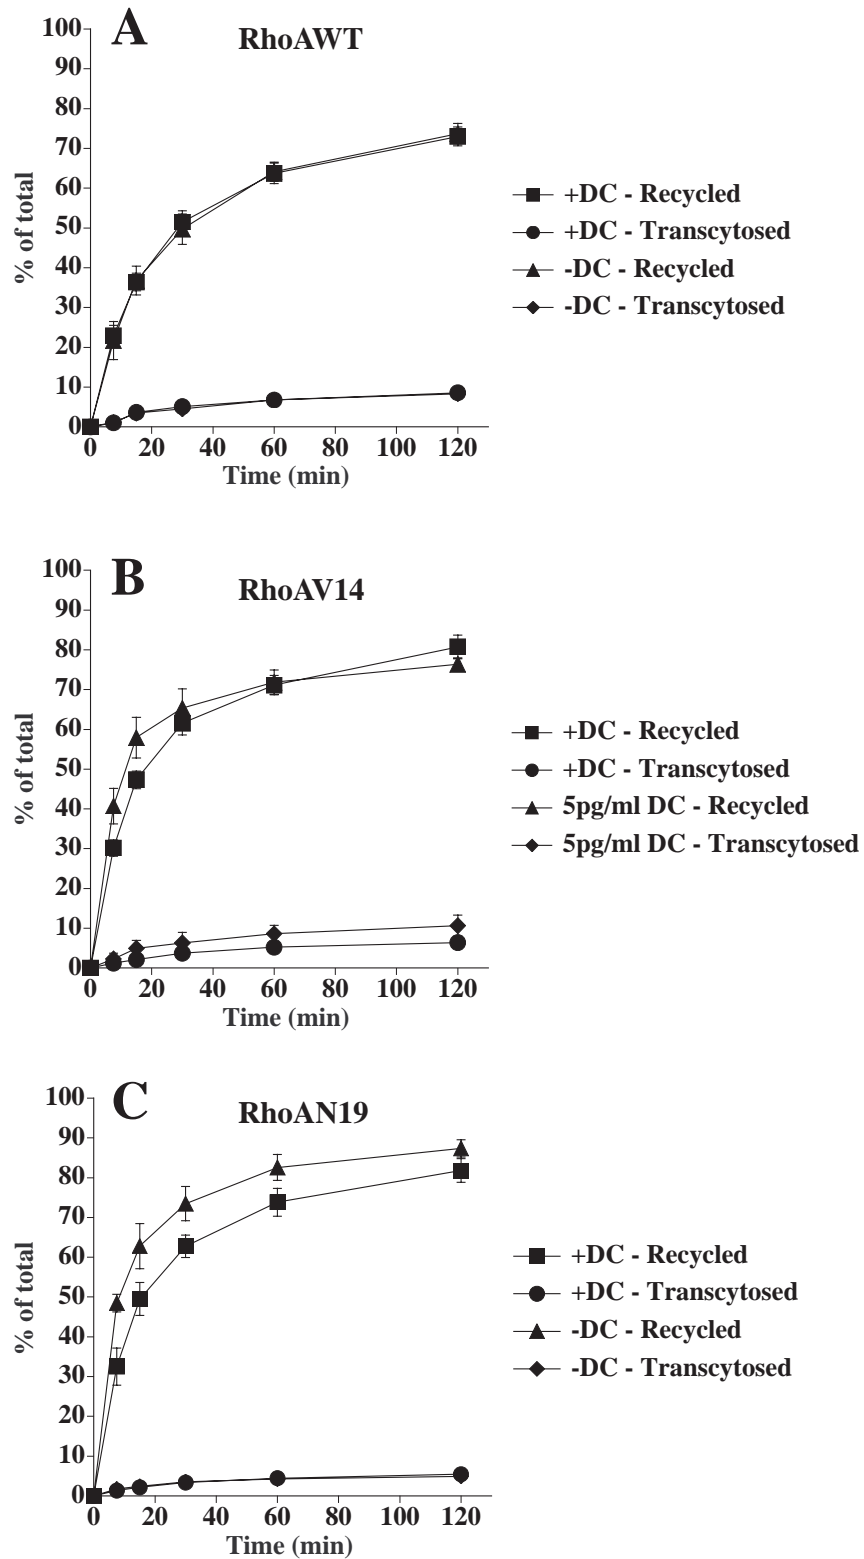 A
RhoAWT
100
90
80
70
60
50
40
30
20
10
0
% of total
0 20 40 60 80 100 120
Time (min)
+DC - Recycled
+DC - Transcytosed
-DC - Recycled
-DC - Transcytosed
B
RhoAV14
100
90
80
70
60
50
40
30
20
10
0
% of total
0 20 40 60 80 100 120
Time (min)
+DC - Recycled
+DC - Transcytosed
5pg/ml DC - Recycled
5pg/ml DC - Transcytosed
C
RhoAN19
100
90
80
70
60
50
40
30
20
10
0
% of total
0 20 40 60 80 100 120
Time (min)
+DC - Recycled
+DC - Transcytosed
-DC - Recycled
-DC - Transcytosed